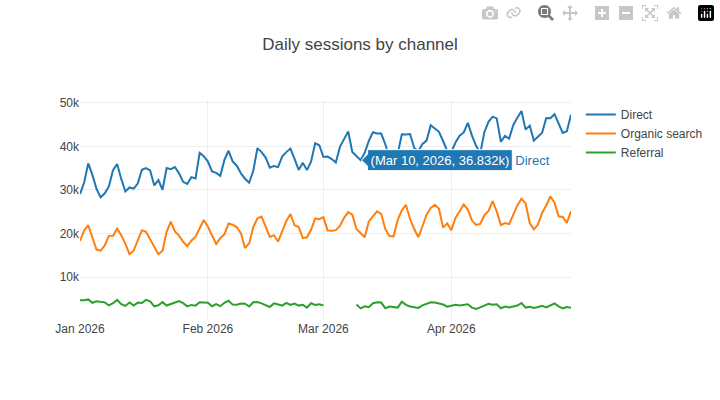 Daily sessions by channel
50k
40k
30k
20k
10k
Jan 2026
Feb 2026
Mar 2026
Apr 2026
(Mar 10, 2026, 36.832k) Direct
Direct
Organic search
Referral